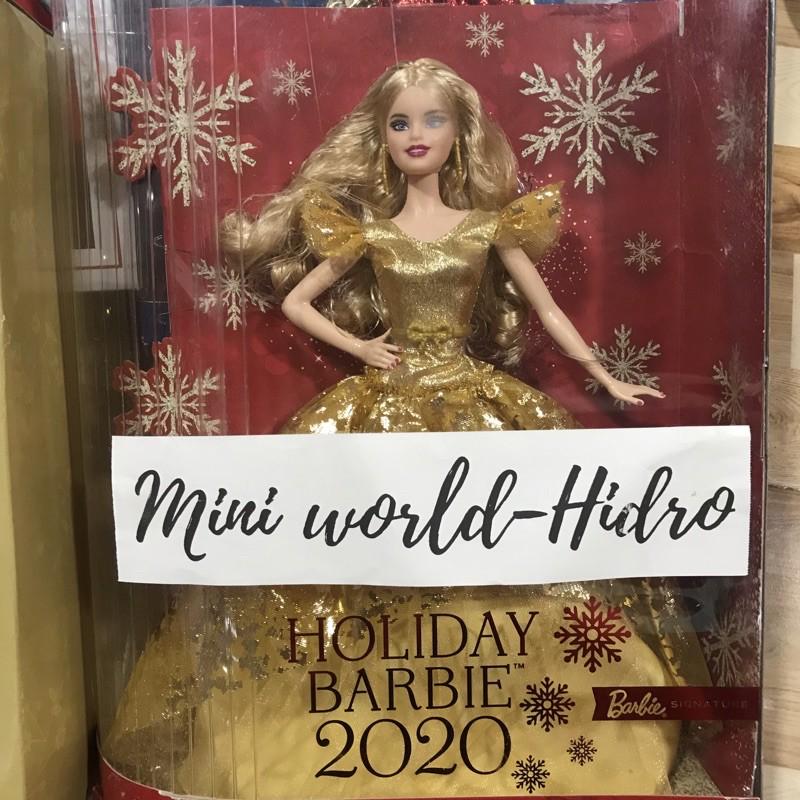 Mini world-Hidro
HOLIDAY
BARBIE™
2020
Barbie SIGNATURE